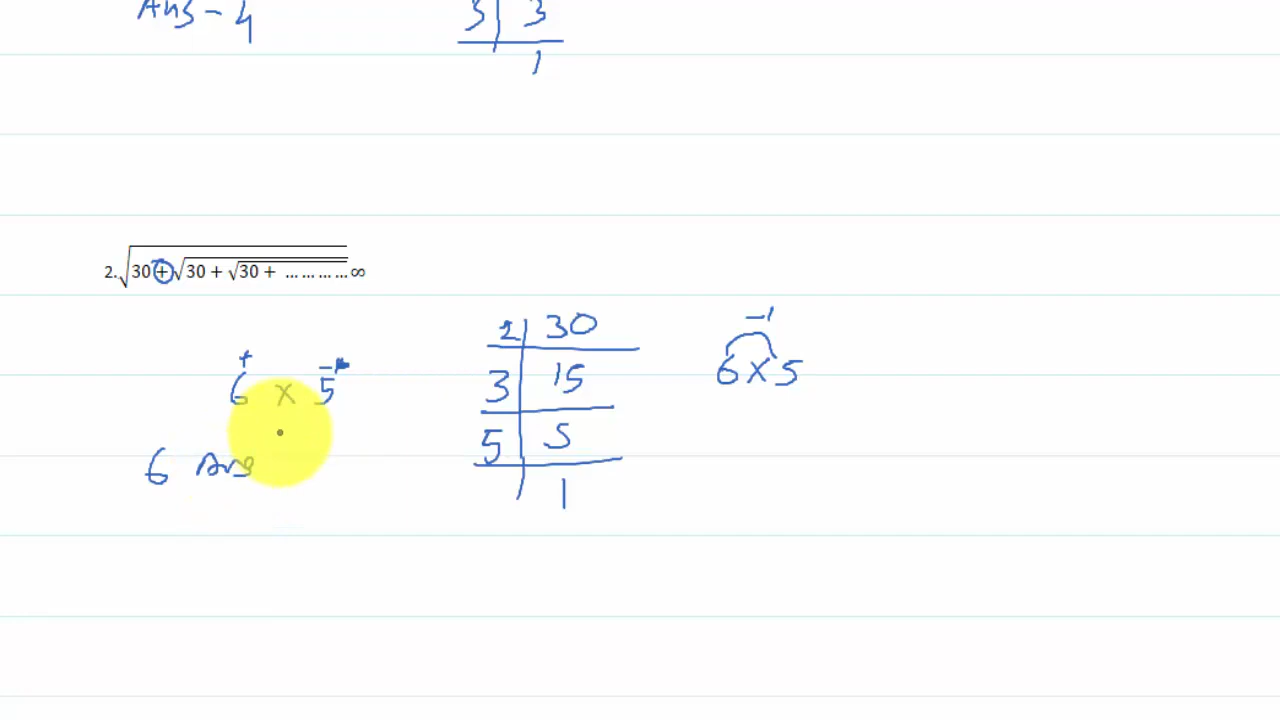 Ans - 4
3 | 3
1
2. √30 + √30 + √30 + ... ... ... ... ∞
2 | 30
-1
+ -
6 x 5
3 | 15
6 x 5
5 | 5
6 Ans
1